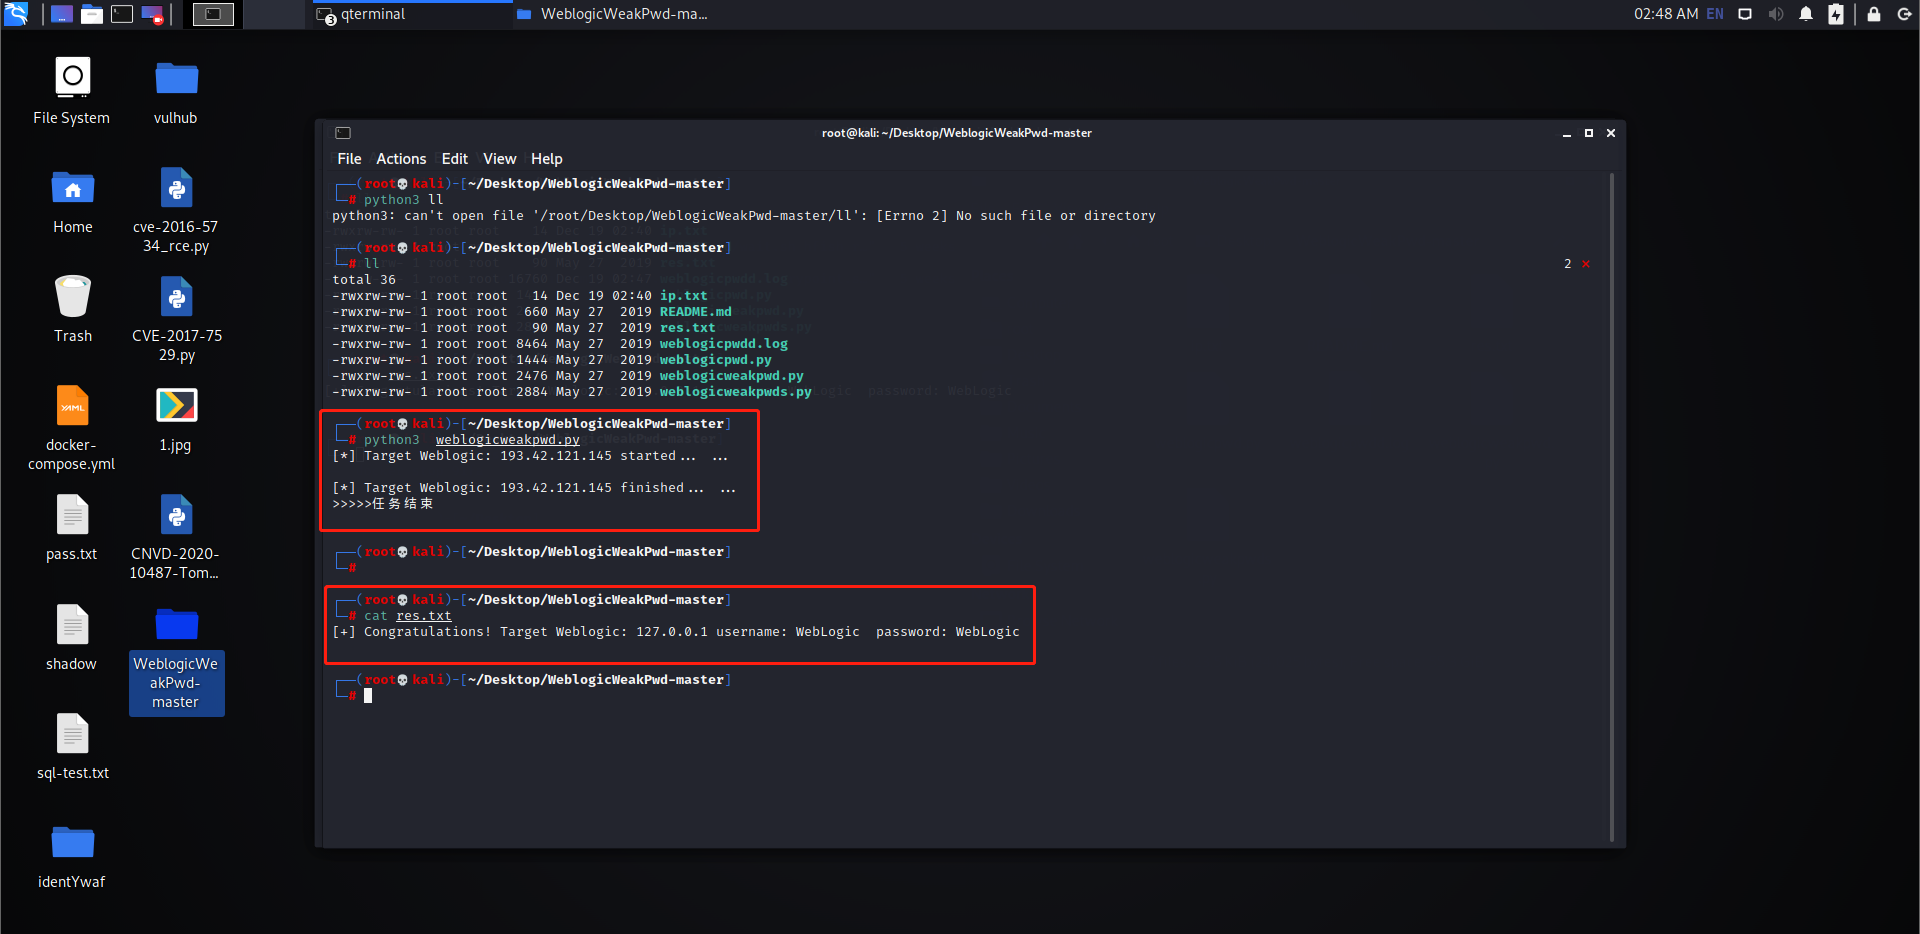 qterminal
3
WeblogicWeakPwd-ma...
02:48 AM EN
File System
vulhub
Home
cve-2016-57
34_rce.py
Trash
CVE-2017-75
29.py
YAML
docker-
compose.yml
1.jpg
pass.txt
CNVD-2020-
10487-Tom...
shadow
WeblogicWe
akPwd-
master
sql-test.txt
identYwaf
root@kali: ~/Desktop/WeblogicWeakPwd-master
File Actions Edit View Help
(root💀kali)-[~/Desktop/WeblogicWeakPwd-master]
# python3 ll
python3: can't open file '/root/Desktop/WeblogicWeakPwd-master/ll': [Errno 2] No such file or directory
(root💀kali)-[~/Desktop/WeblogicWeakPwd-master]
# ll 2 ⨯
total 36
-rwxrw-rw- 1 root root 14 Dec 19 02:40 ip.txt
-rwxrw-rw- 1 root root 660 May 27 2019 README.md
-rwxrw-rw- 1 root root 90 May 27 2019 res.txt
-rwxrw-rw- 1 root root 8464 May 27 2019 weblogicpwdd.log
-rwxrw-rw- 1 root root 1444 May 27 2019 weblogicpwd.py
-rwxrw-rw- 1 root root 2476 May 27 2019 weblogicweakpwd.py
-rwxrw-rw- 1 root root 2884 May 27 2019 weblogicweakpwds.py
(root💀kali)-[~/Desktop/WeblogicWeakPwd-master]
# python3 weblogicweakpwd.py
[*] Target Weblogic: 193.42.121.145 started... ...
[*] Target Weblogic: 193.42.121.145 finished... ...
>>>>>任务结束
(root💀kali)-[~/Desktop/WeblogicWeakPwd-master]
#
(root💀kali)-[~/Desktop/WeblogicWeakPwd-master]
# cat res.txt
[+] Congratulations! Target Weblogic: 127.0.0.1 username: WebLogic password: WebLogic
(root💀kali)-[~/Desktop/WeblogicWeakPwd-master]
#